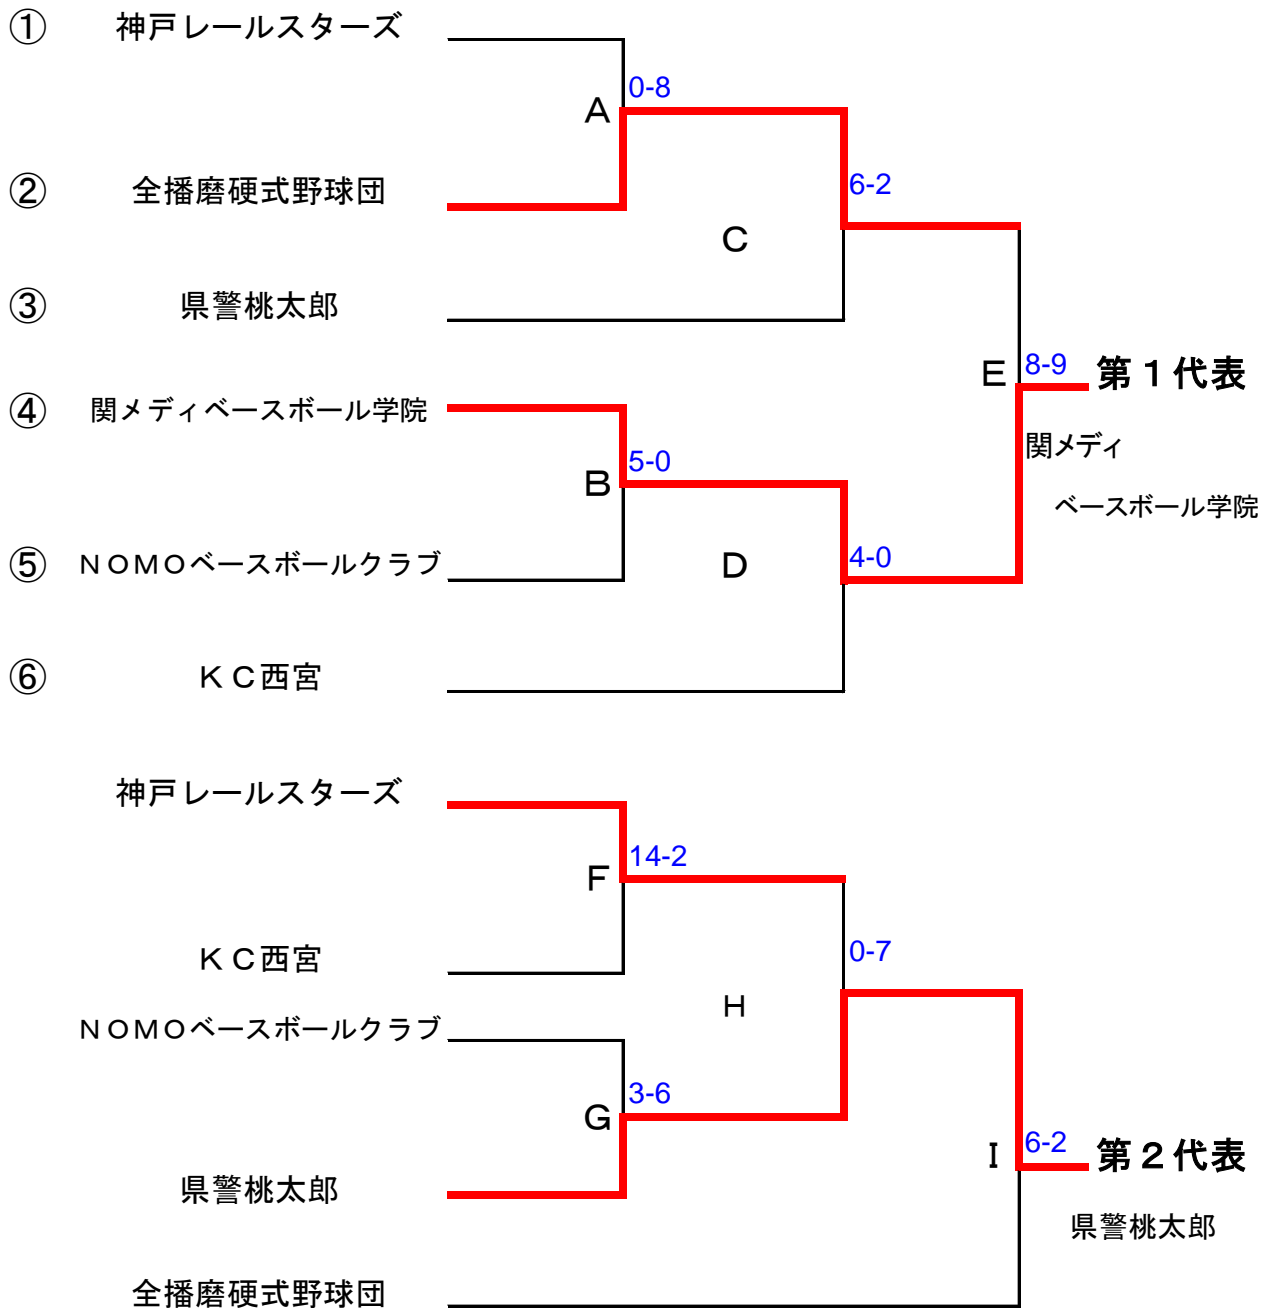 ① 神戸レールスターズ
0-8
A
② 全播磨硬式野球団
6-2
C
③ 県警桃太郎
E 8-9 第１代表
④ 関メディベースボール学院
関メディ
B 5-0
ベースボール学院
⑤ ＮＯＭＯベースボールクラブ
D 4-0
⑥ ＫＣ西宮
神戸レールスターズ
F 14-2
ＫＣ西宮
0-7
H
ＮＯＭＯベースボールクラブ
G 3-6
I 6-2 第２代表
県警桃太郎
県警桃太郎
全播磨硬式野球団